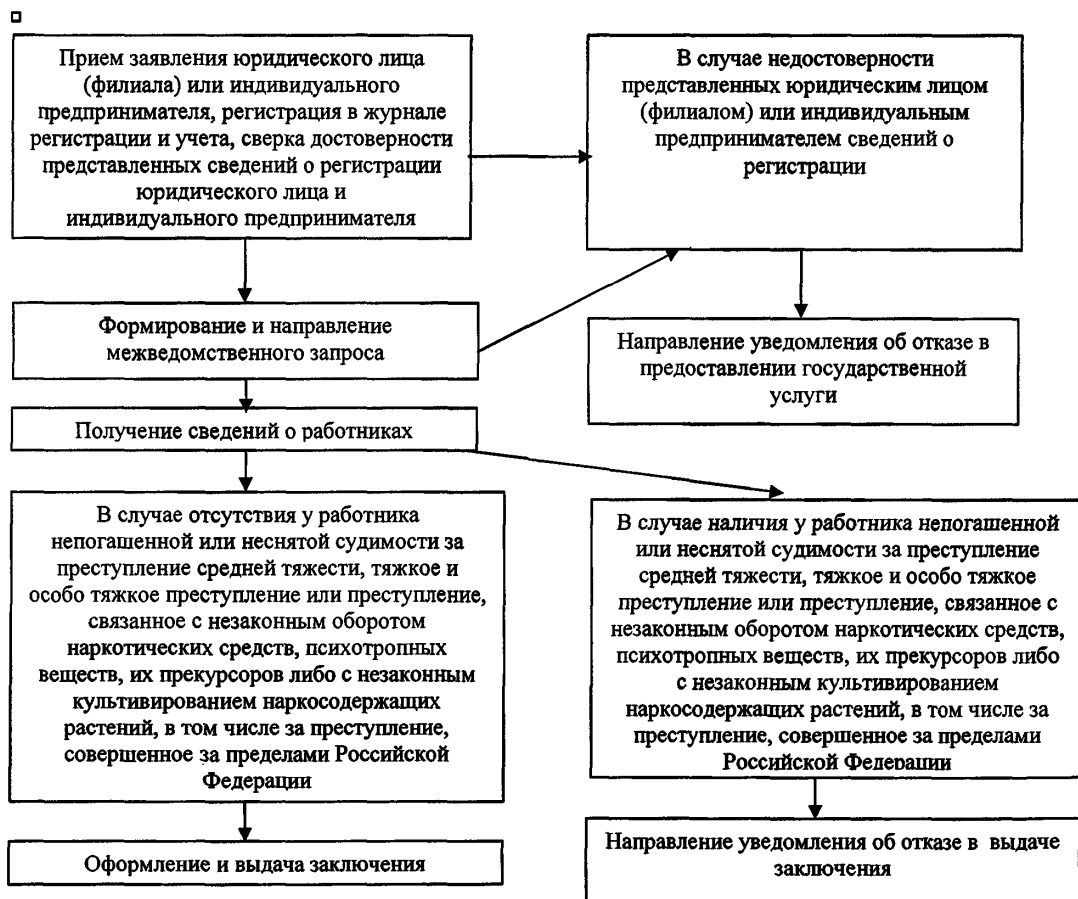 Прием заявления юридического лица
(филиала) или индивидуального
предпринимателя, регистрация в журнале
регистрации и учета, сверка достоверности
представленных сведений о регистрации
юридического лица и
индивидуального предпринимателя
В случае недостоверности
представленных юридическим лицом
(филиалом) или индивидуальным
предпринимателем сведений о
регистрации
Формирование и направление
межведомственного запроса
Направление уведомления об отказе в
предоставлении государственной
услуги
Получение сведений о работниках
В случае отсутствия у работника
непогашенной или неснятой судимости за
преступление средней тяжести, тяжкое и
особо тяжкое преступление или преступление,
связанное с незаконным оборотом
наркотических средств, психотропных
веществ, их прекурсоров либо с незаконным
культивированием наркосодержащих
растений, в том числе за преступление,
совершенное за пределами Российской
Федерации
В случае наличия у работника непогашенной
или неснятой судимости за преступление
средней тяжести, тяжкое и особо тяжкое
преступление или преступление, связанное с
незаконным оборотом наркотических средств,
психотропных веществ, их прекурсоров либо
с незаконным культивированием
наркосодержащих растений, в том числе за
преступление, совершенное за пределами
Российской Федерации
Оформление и выдача заключения
Направление уведомления об отказе в выдаче
заключения